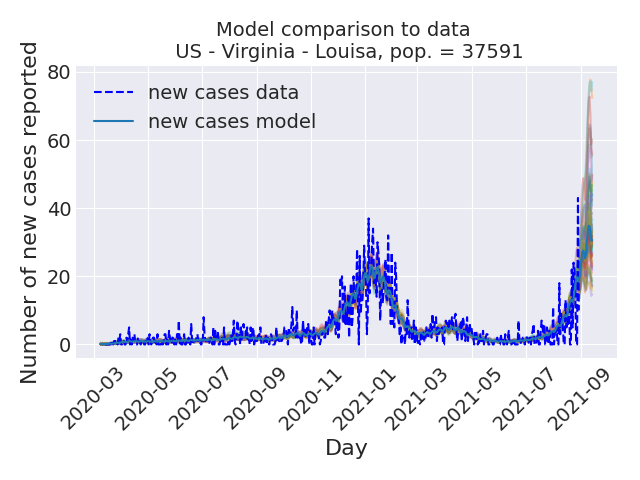 Model comparison to data
US - Virginia - Louisa, pop. = 37591
new cases data
new cases model
Number of new cases reported
80
60
40
20
0
2020-03
2020-05
2020-07
2020-09
2020-11
2021-01
2021-03
2021-05
2021-07
2021-09
Day